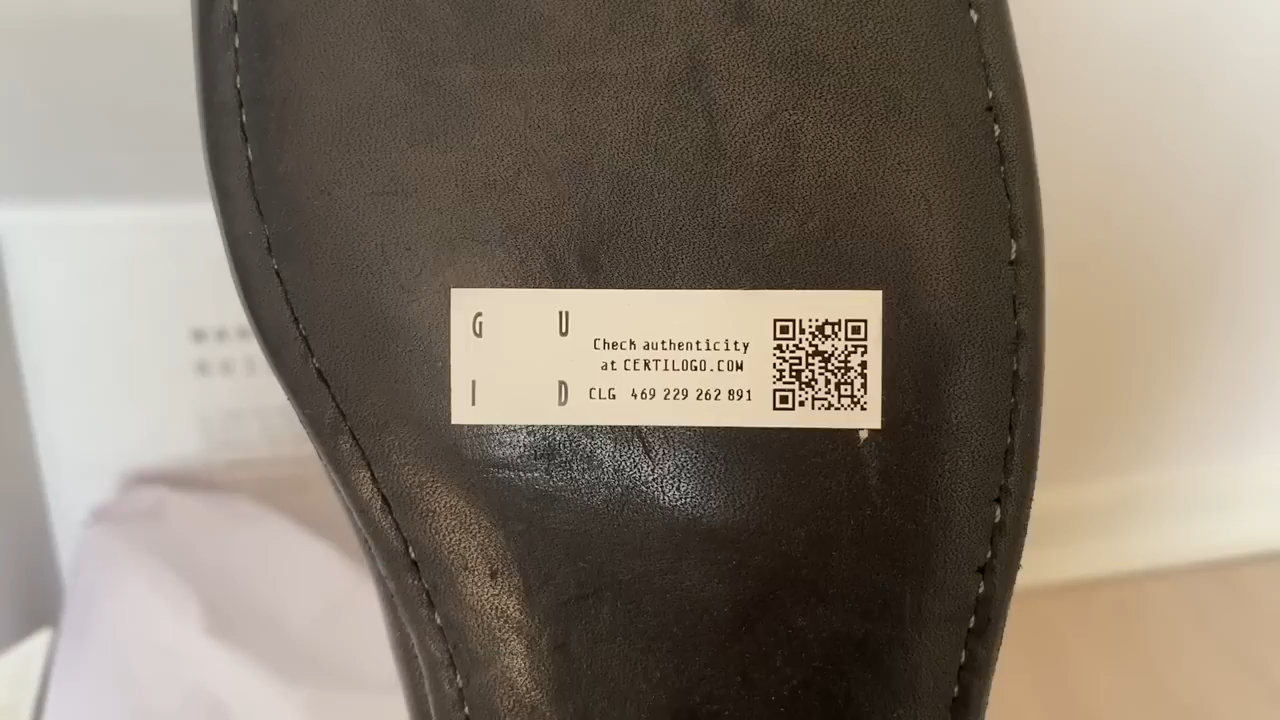 G U
I D
Check authenticity
at CERTILOGO.COM
CLG 469 229 262 891